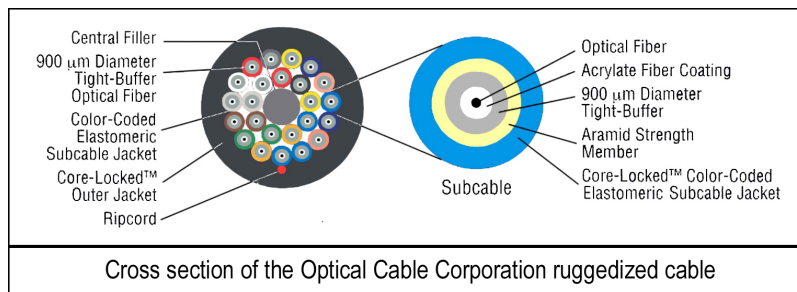 Central Filler
900 µm Diameter
Tight-Buffer
Optical Fiber
Color-Coded
Elastomeric
Subcable Jacket
Core-Locked™
Outer Jacket
Ripcord
Subcable
Optical Fiber
Acrylate Fiber Coating
900 µm Diameter
Tight-Buffer
Aramid Strength
Member
Core-Locked™ Color-Coded
Elastomeric Subcable Jacket
Cross section of the Optical Cable Corporation ruggedized cable